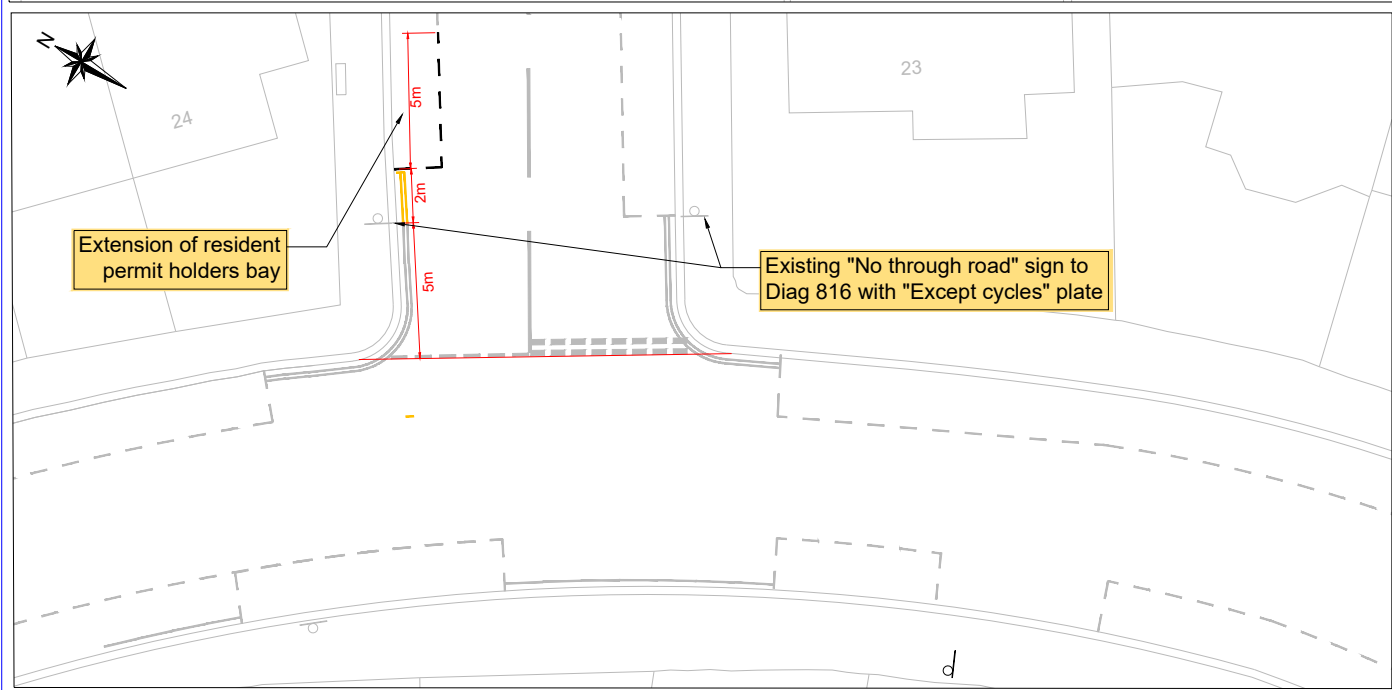 N
24
23
5m
2m
5m
Extension of resident
permit holders bay
Existing "No through road" sign to
Diag 816 with "Except cycles" plate